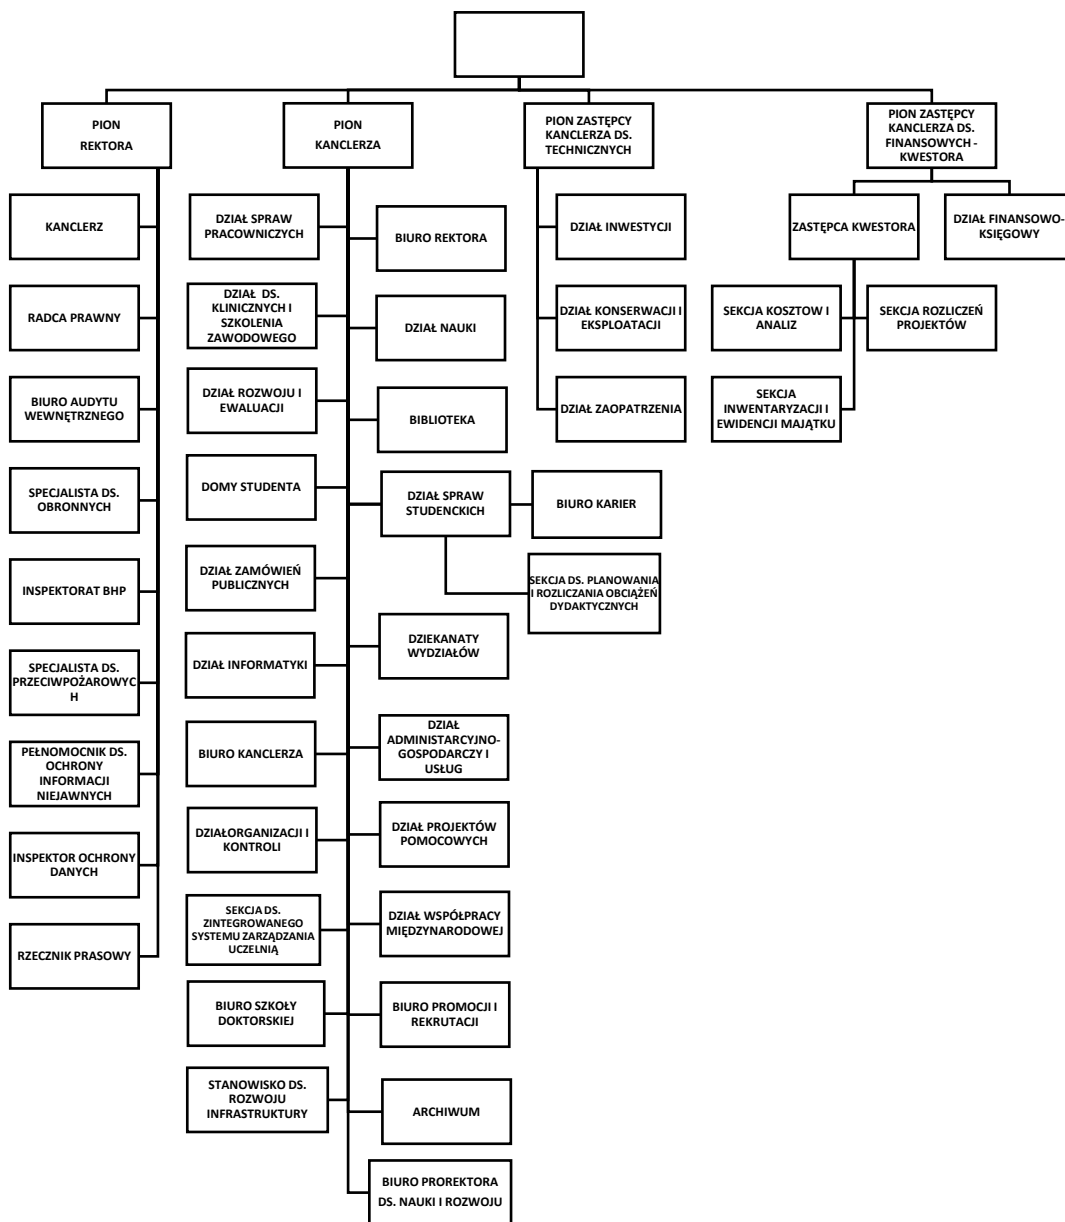 PION
REKTORA
PION
KANCLERZA
PION ZASTĘPCY
KANCLERZA DS.
TECHNICZNYCH
PION ZASTĘPCY
KANCLERZA DS.
FINANSOWYCH -
KWESTORA
KANCLERZ
RADCA PRAWNY
BIURO AUDYTU
WEWNĘTRZNEGO
SPECJALISTA DS.
OBRONNYCH
INSPEKTORAT BHP
SPECJALISTA DS.
PRZECIWPOŻAROWYC
H
PEŁNOMOCNIK DS.
OCHRONY
INFORMACJI
NIEJAWNYCH
INSPEKTOR OCHRONY
DANYCH
RZECZNIK PRASOWY
DZIAŁ SPRAW
PRACOWNICZYCH
DZIAŁ  DS.
KLINICZNYCH I
SZKOLENIA
ZAWODOWEGO
DZIAŁ ROZWOJU I
EWALUACJI
DOMY STUDENTA
DZIAŁ ZAMÓWIEŃ
PUBLICZNYCH
DZIAŁ INFORMATYKI
BIURO KANCLERZA
DZIAŁORGANIZACJI I
KONTROLI
SEKCJA DS.
ZINTEGROWANEGO
SYSTEMU ZARZĄDZANIA
UCZELNIĄ
BIURO SZKOŁY
DOKTORSKIEJ
STANOWISKO DS.
ROZWOJU
INFRASTRUKTURY
BIURO REKTORA
DZIAŁ NAUKI
BIBLIOTEKA
DZIAŁ SPRAW
STUDENCKICH
BIURO KARIER
SEKCJA DS. PLANOWANIA
I ROZLICZANIA OBCIĄŻEŃ
DYDAKTYCZNYCH
DZIEKANATY
WYDZIAŁÓW
DZIAŁ
ADMINISTARCYJNO-
GOSPODARCZY I
USŁUG
DZIAŁ PROJEKTÓW
POMOCOWYCH
DZIAŁ WSPÓŁPRACY
MIĘDZYNARODOWEJ
BIURO PROMOCJI I
REKRUTACJI
ARCHIWUM
BIURO PROREKTORA
DS. NAUKI I ROZWOJU
DZIAŁ INWESTYCJI
DZIAŁ KONSERWACJI I
EKSPLOATACJI
DZIAŁ ZAOPATRZENIA
ZASTĘPCA KWESTORA
DZIAŁ FINANSOWO-
KSIĘGOWY
SEKCJA KOSZTOW I
ANALIZ
SEKCJA ROZLICZEŃ
PROJEKTÓW
SEKCJA
INWENTARYZACJI I
EWIDENCJI MAJĄTKU